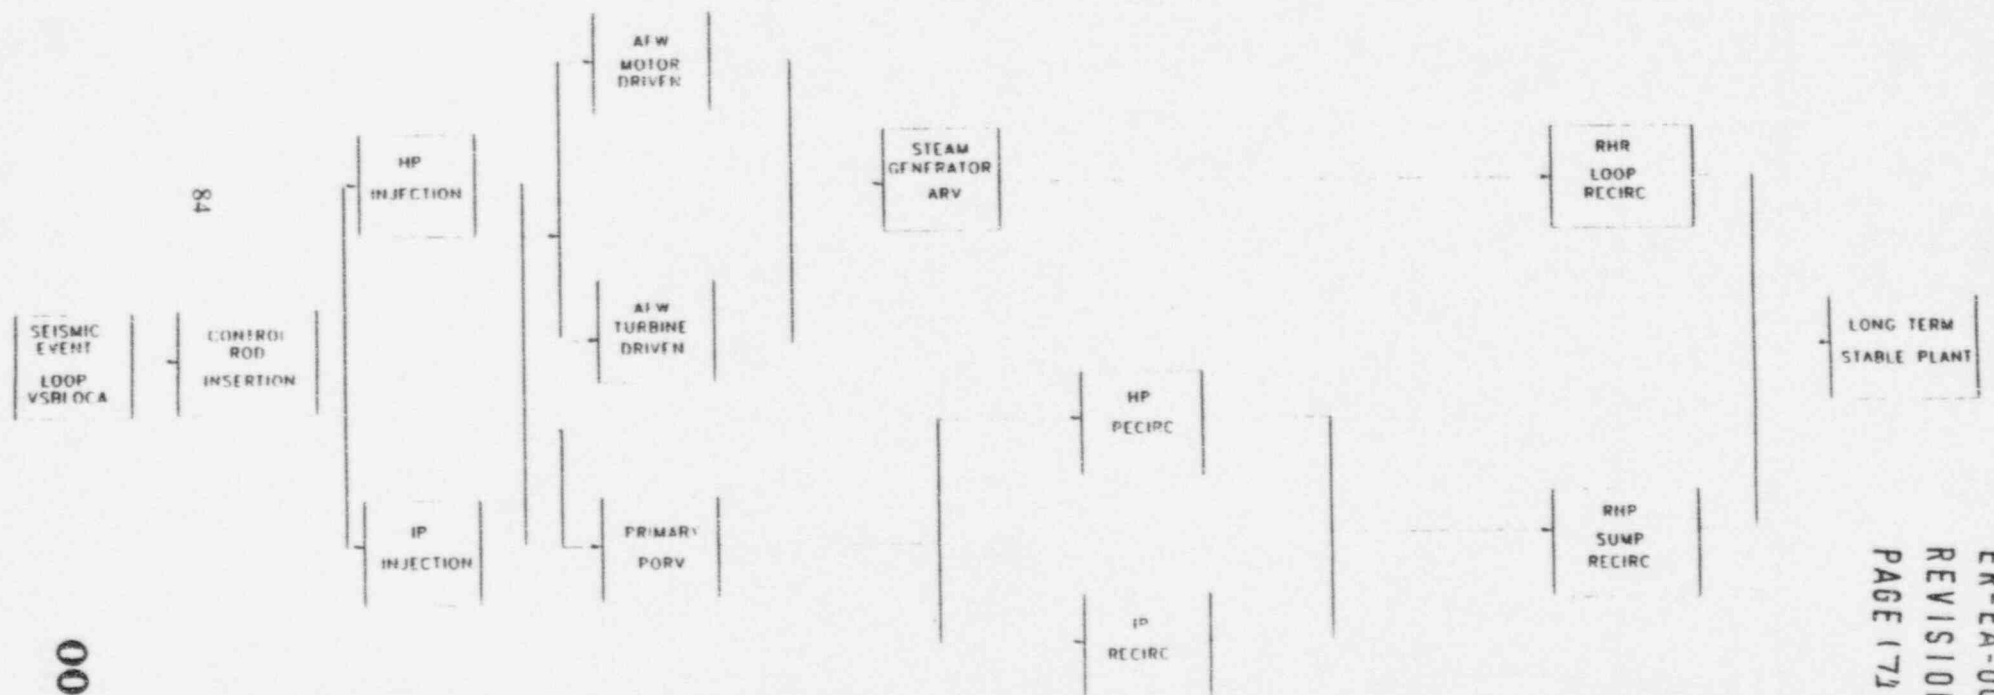 SEISMIC
EVENT
LOOP
VSBLOCA
CONTROL
ROD
INSERTION
HP
INJECTION
IP
INJECTION
AFW
MOTOR
DRIVEN
AFW
TURBINE
DRIVEN
PRIMARY
PORV
STEAM
GENERATOR
ARV
HP
RECIRC
IP
RECIRC
RHR
LOOP
RECIRC
RHR
SUMP
RECIRC
LONG TERM
STABLE PLANT
84
00
REVISION
PAGE